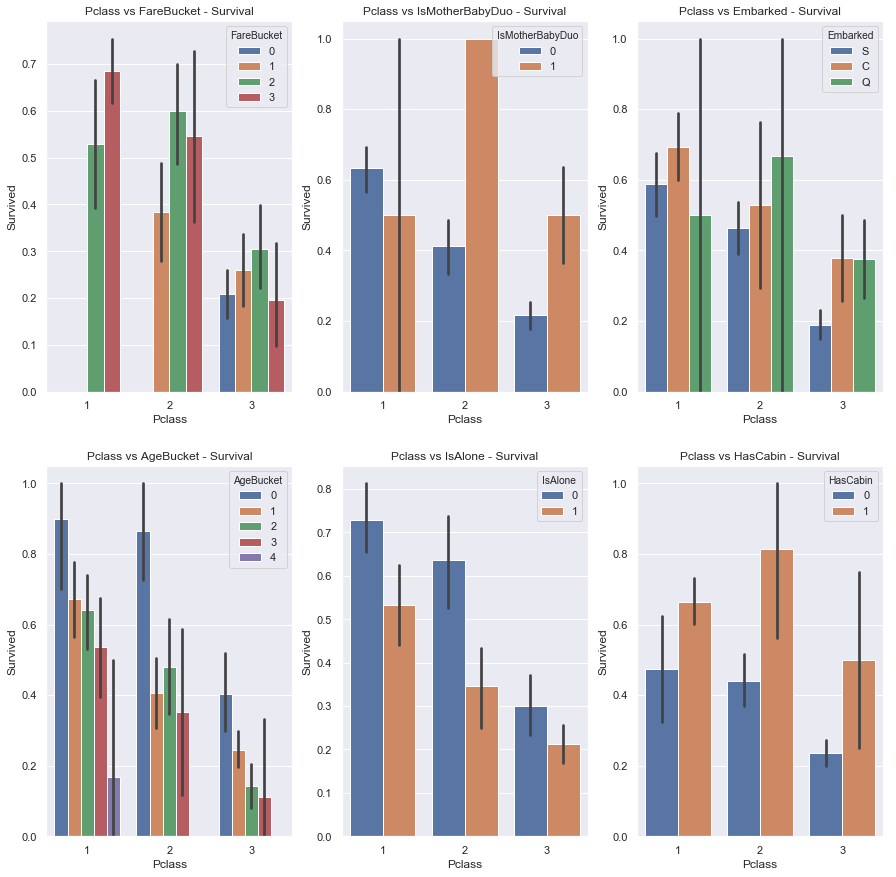 Pclass vs FareBucket - Survival
FareBucket
0
1
2
3
Survived
0.7
0.6
0.5
0.4
0.3
0.2
0.1
0.0
1
2
3
Pclass
Pclass vs IsMotherBabyDuo - Survival
IsMotherBabyDuo
0
1
Survived
1.0
0.8
0.6
0.4
0.2
0.0
1
2
3
Pclass
Pclass vs Embarked - Survival
Embarked
S
C
Q
Survived
1.0
0.8
0.6
0.4
0.2
0.0
1
2
3
Pclass
Pclass vs AgeBucket - Survival
AgeBucket
0
1
2
3
4
Survived
1.0
0.8
0.6
0.4
0.2
0.0
1
2
3
Pclass
Pclass vs IsAlone - Survival
IsAlone
0
1
Survived
0.8
0.7
0.6
0.5
0.4
0.3
0.2
0.1
0.0
1
2
3
Pclass
Pclass vs HasCabin - Survival
HasCabin
0
1
Survived
1.0
0.8
0.6
0.4
0.2
0.0
1
2
3
Pclass